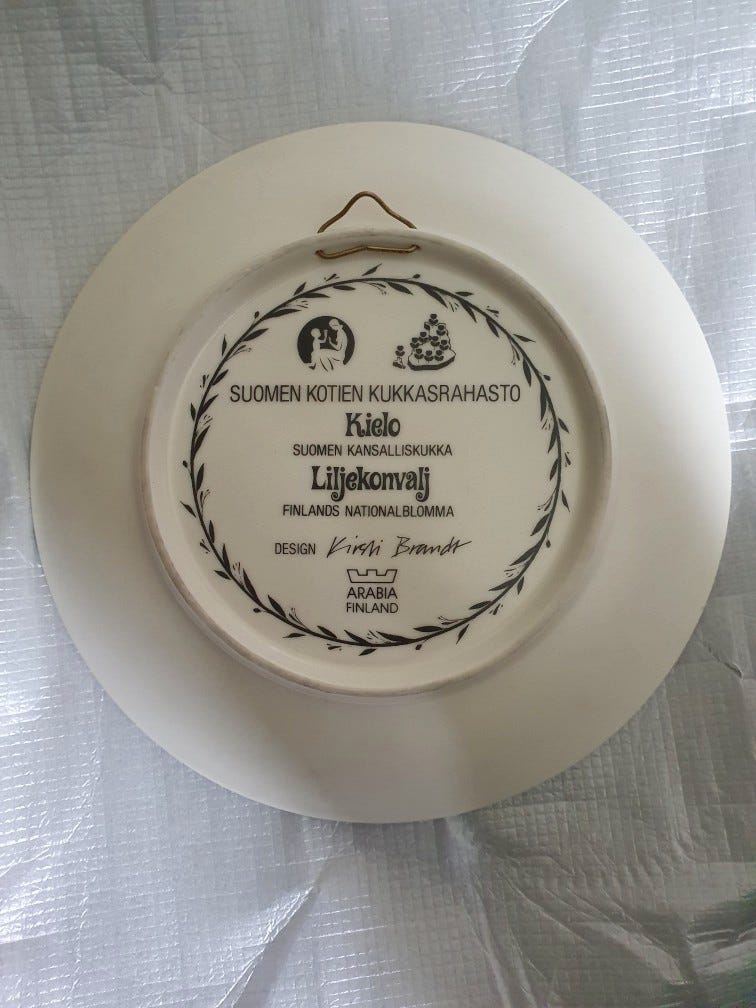 SUOMEN KOTIEN KUKKASRAHASTO
Kielo
SUOMEN KANSALLISKUKKA
Liljekonvalj
FINLANDS NATIONALBLOMMA
DESIGN Kirsti Brandt
ARABIA
FINLAND